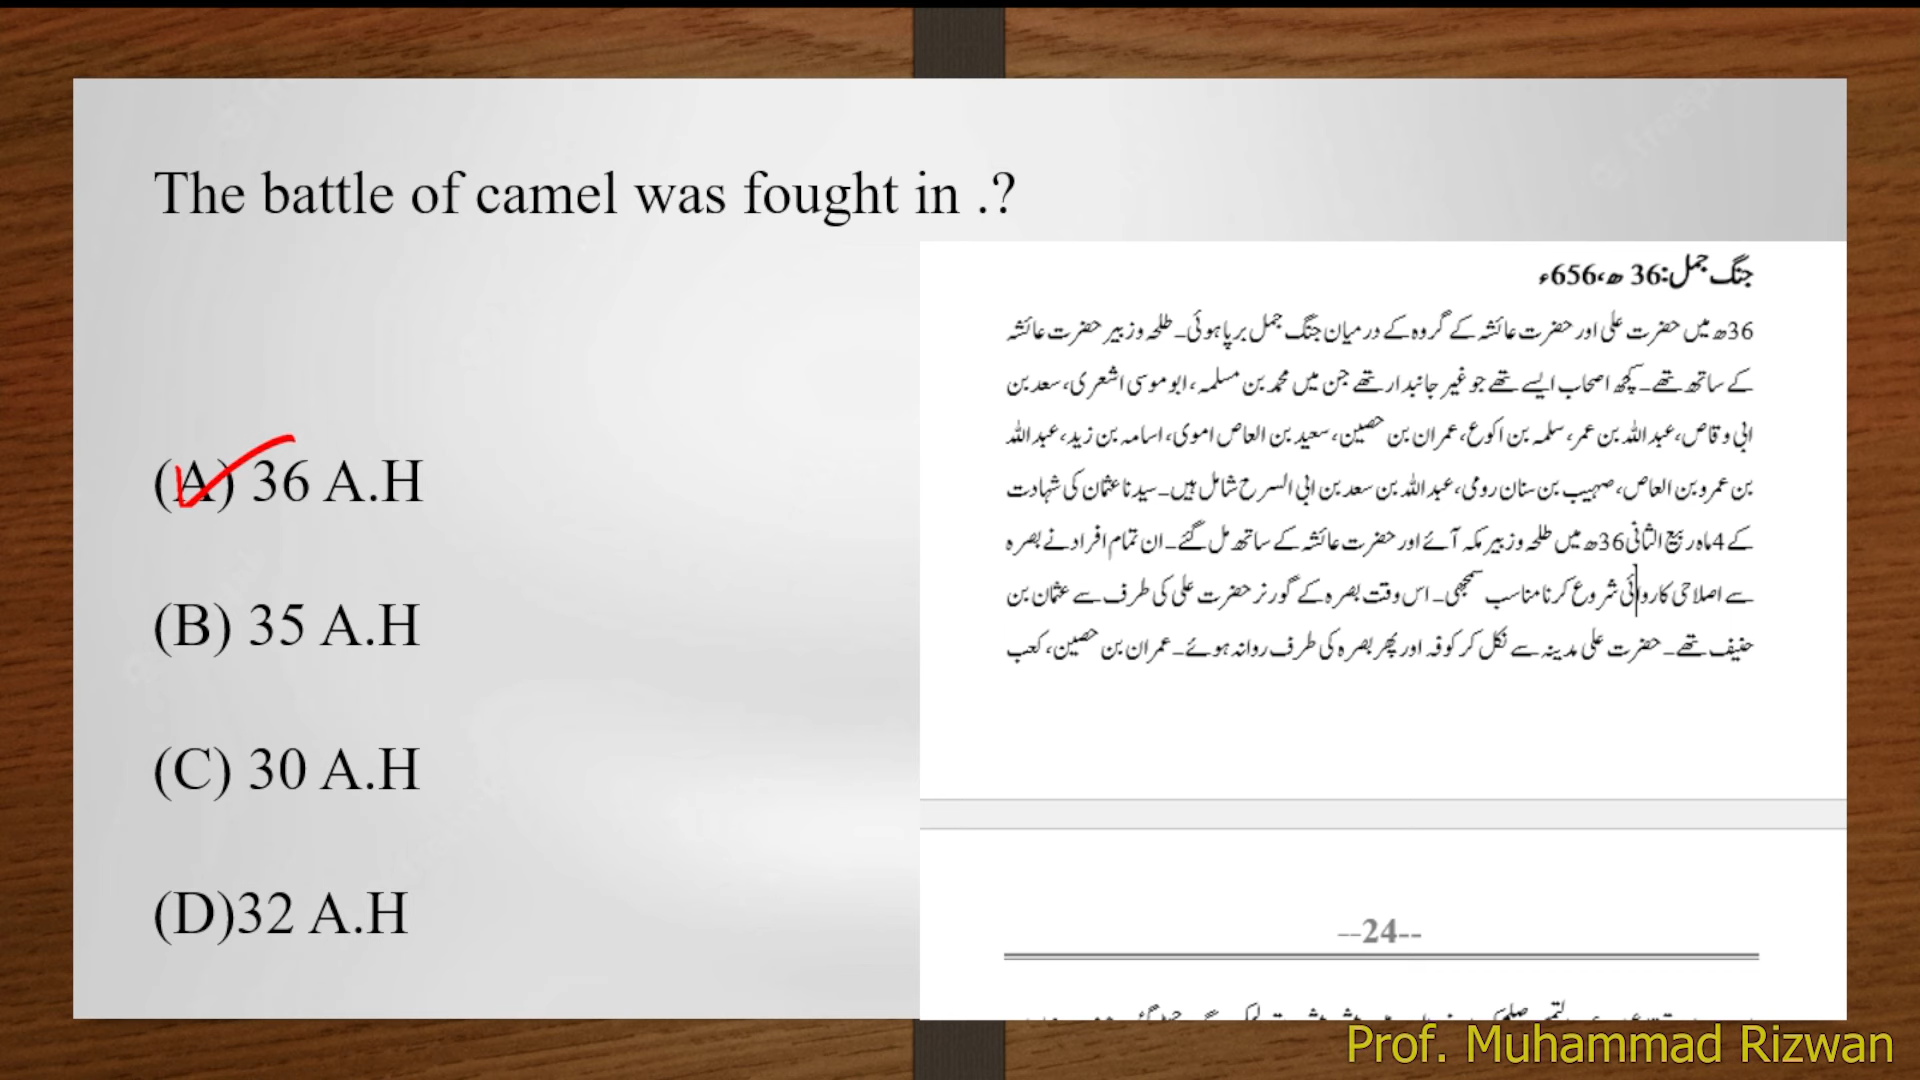 The battle of camel was fought in .?
(A) 36 A.H
(B) 35 A.H
(C) 30 A.H
(D)32 A.H
جنگ جمل:36ھ،656ء
36ھ میں حضرت علی اور حضرت عائشہ کے گروہ کے درمیان جنگ جمل برپا ہوئی۔ طلحہ وزبیر حضرت عائشہ
کے ساتھ تھے۔ کچھ اصحاب ایسے تھے جو غیر جانبدار تھے جن میں محمد بن مسلمہ، ابو موسی اشعری، سعد بن
ابی وقاص، عبد اللہ بن عمر، سلمہ بن اکوع، عمران بن حصین، سعید بن العاص اموی، اسامہ بن زید، عبد اللہ
بن عمرو بن العاص، صہیب بن سنان رومی، عبد اللہ بن سعد بن ابی السرح شامل ہیں۔ سیدنا عثمان کی شہادت
کے 4 ماہ ربیع الثانی 36ھ میں طلحہ وزبیر مکہ آئے اور حضرت عائشہ کے ساتھ مل گئے۔ ان تمام افراد نے بصرہ
سے اصلاحی کاروائی شروع کرنا مناسب سمجھی۔ اس وقت بصرہ کے گورنر حضرت علی کی طرف سے عثمان بن
حنیف تھے۔ حضرت علی مدینہ سے نکل کر کوفہ اور پھر بصرہ کی طرف روانہ ہوئے۔ عمران بن حصین، کعب
--24--
Prof. Muhammad Rizwan